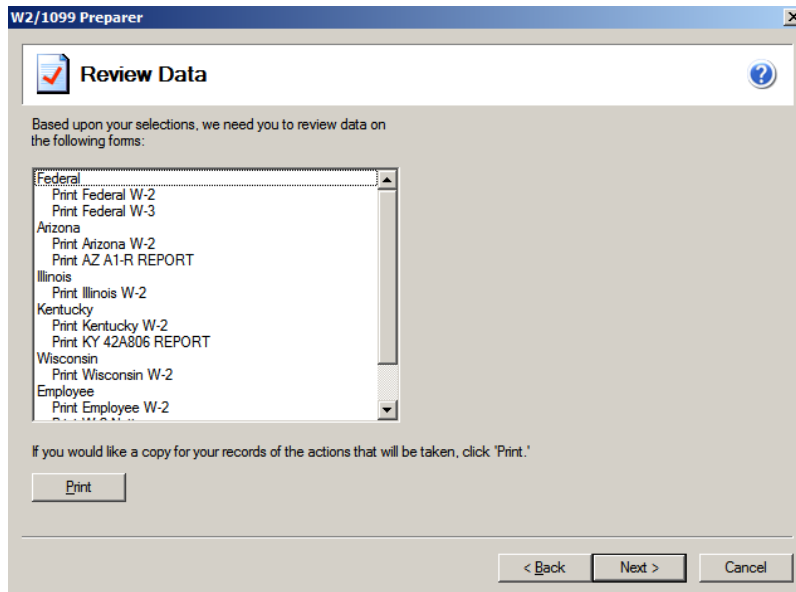 W2/1099 Preparer
Review Data
Based upon your selections, we need you to review data on
the following forms:
Federal
Print Federal W-2
Print Federal W-3
Arizona
Print Arizona W-2
Print AZ A1-R REPORT
Illinois
Print Illinois W-2
Kentucky
Print Kentucky W-2
Print KY 42A806 REPORT
Wisconsin
Print Wisconsin W-2
Employee
Print Employee W-2
If you would like a copy for your records of the actions that will be taken, click 'Print.'
Print
< Back Next > Cancel